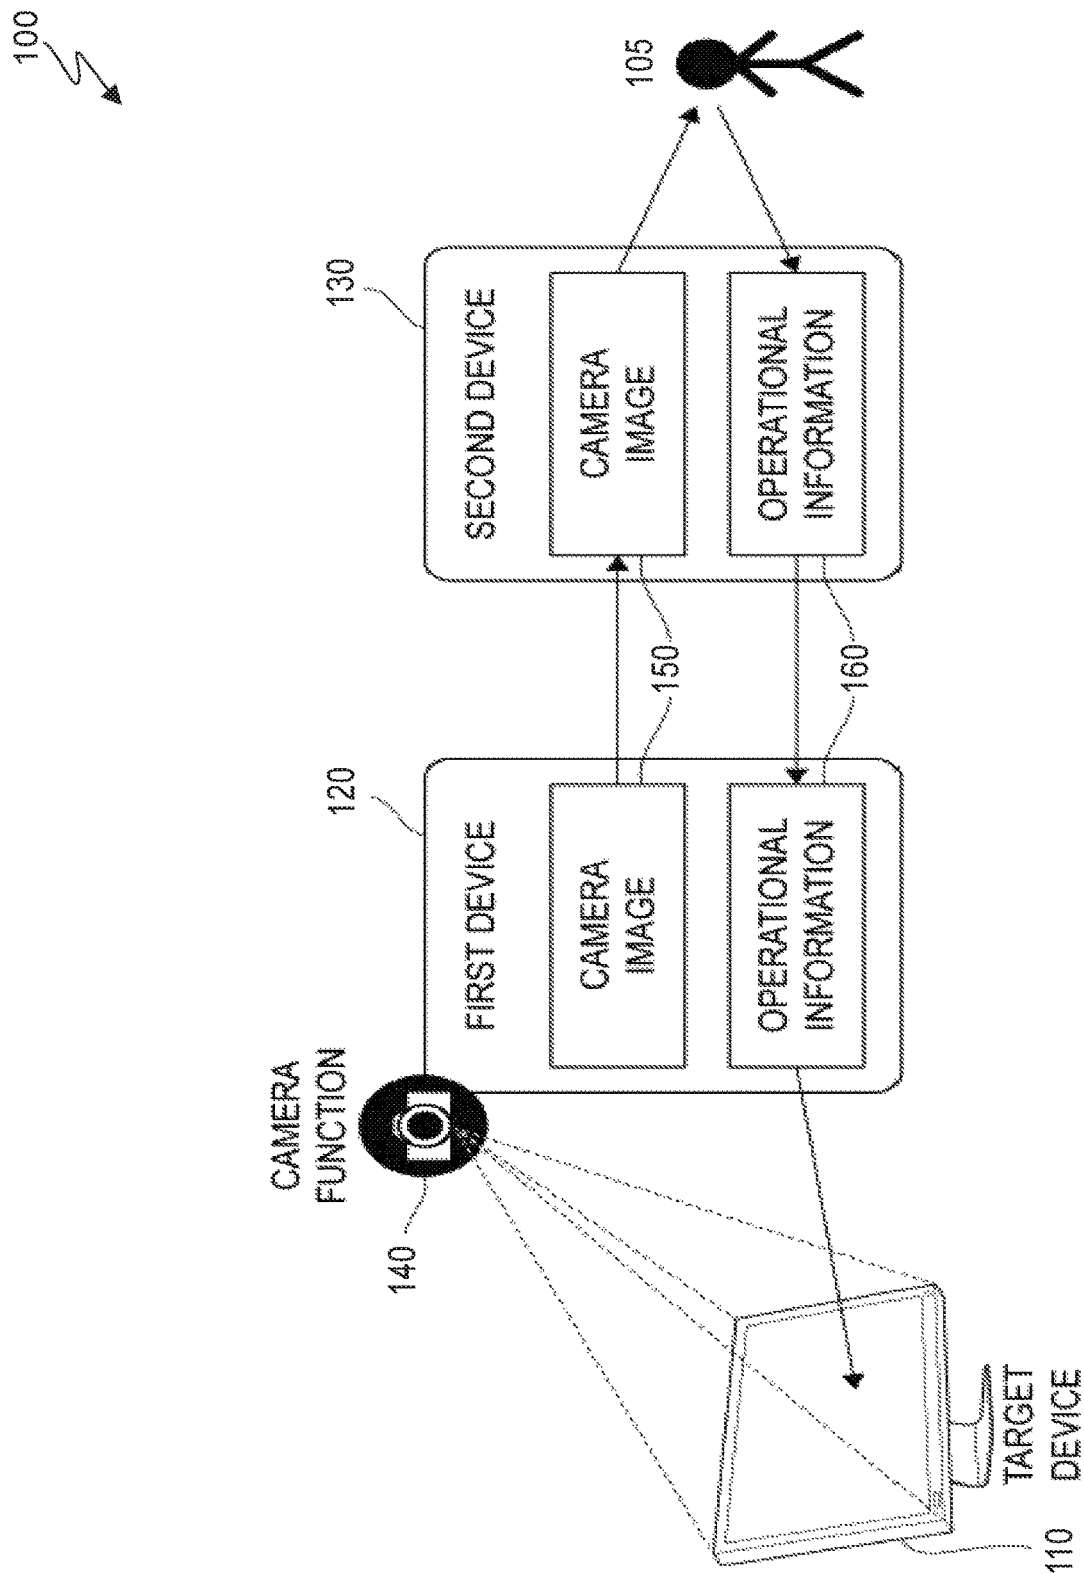 100
105
130
SECOND DEVICE
CAMERA
IMAGE
OPERATIONAL
INFORMATION
150
160
120
FIRST DEVICE
CAMERA
IMAGE
OPERATIONAL
INFORMATION
CAMERA
FUNCTION
140
TARGET
DEVICE
110